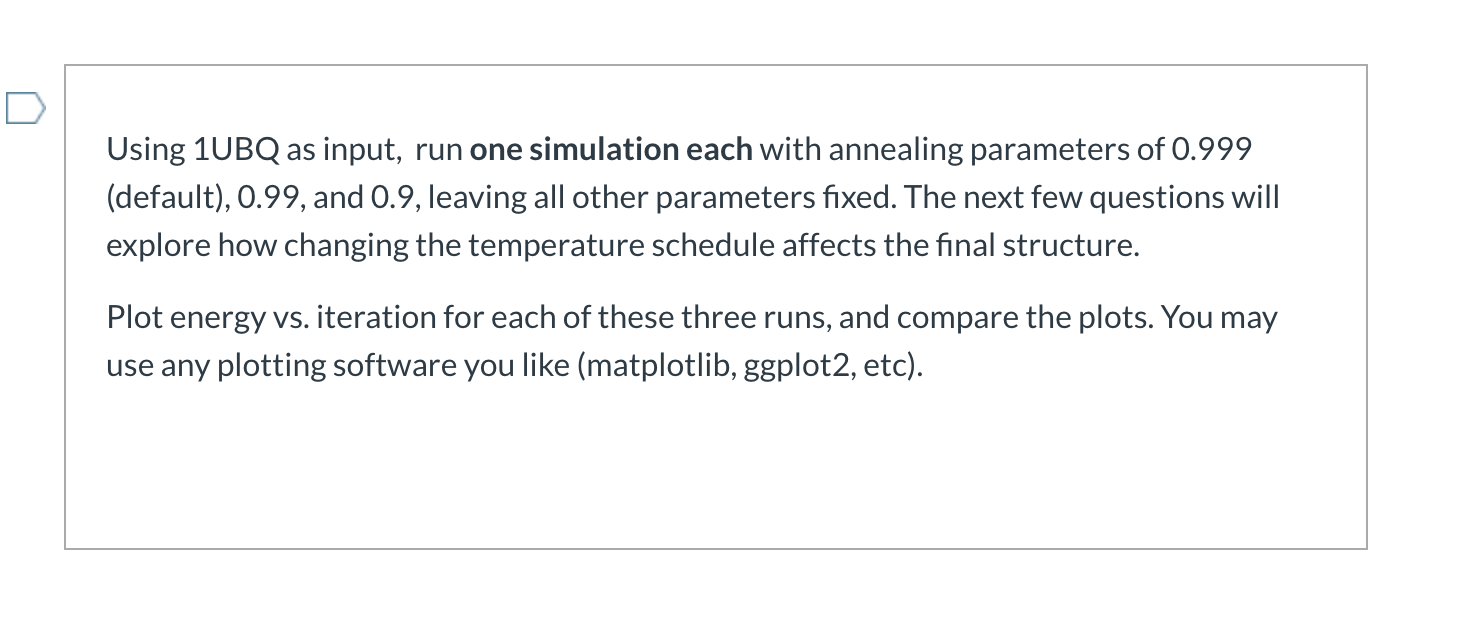 Using 1UBQ as input,  run one simulation each with annealing parameters of 0.999
(default), 0.99, and 0.9, leaving all other parameters fixed. The next few questions will
explore how changing the temperature schedule affects the final structure.
Plot energy vs. iteration for each of these three runs, and compare the plots. You may
use any plotting software you like (matplotlib, ggplot2, etc).